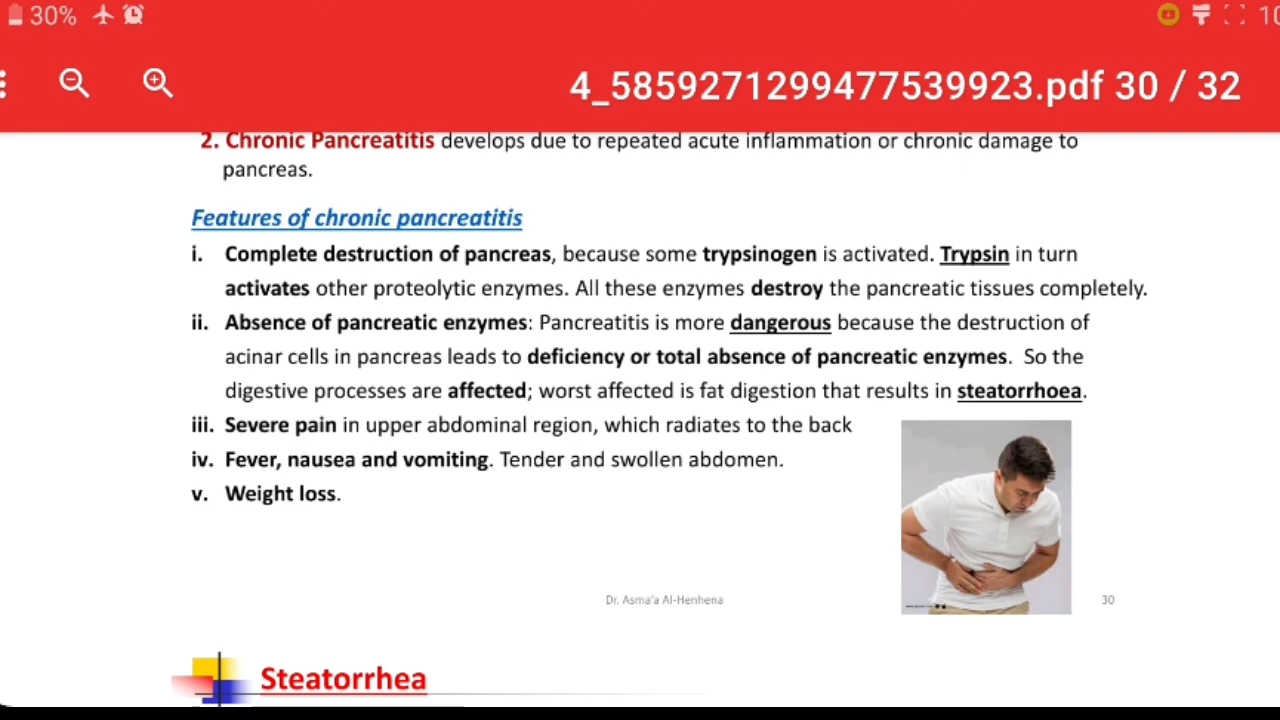 30%
10
4_5859271299477539923.pdf 30 / 32
2. Chronic Pancreatitis develops due to repeated acute inflammation or chronic damage to
pancreas.
Features of chronic pancreatitis
i. Complete destruction of pancreas, because some trypsinogen is activated. Trypsin in turn
activates other proteolytic enzymes. All these enzymes destroy the pancreatic tissues completely.
ii. Absence of pancreatic enzymes: Pancreatitis is more dangerous because the destruction of
acinar cells in pancreas leads to deficiency or total absence of pancreatic enzymes. So the
digestive processes are affected; worst affected is fat digestion that results in steatorrhoea.
iii. Severe pain in upper abdominal region, which radiates to the back
iv. Fever, nausea and vomiting. Tender and swollen abdomen.
v. Weight loss.
Dr. Asma'a Al-Henhena
30
Steatorrhea